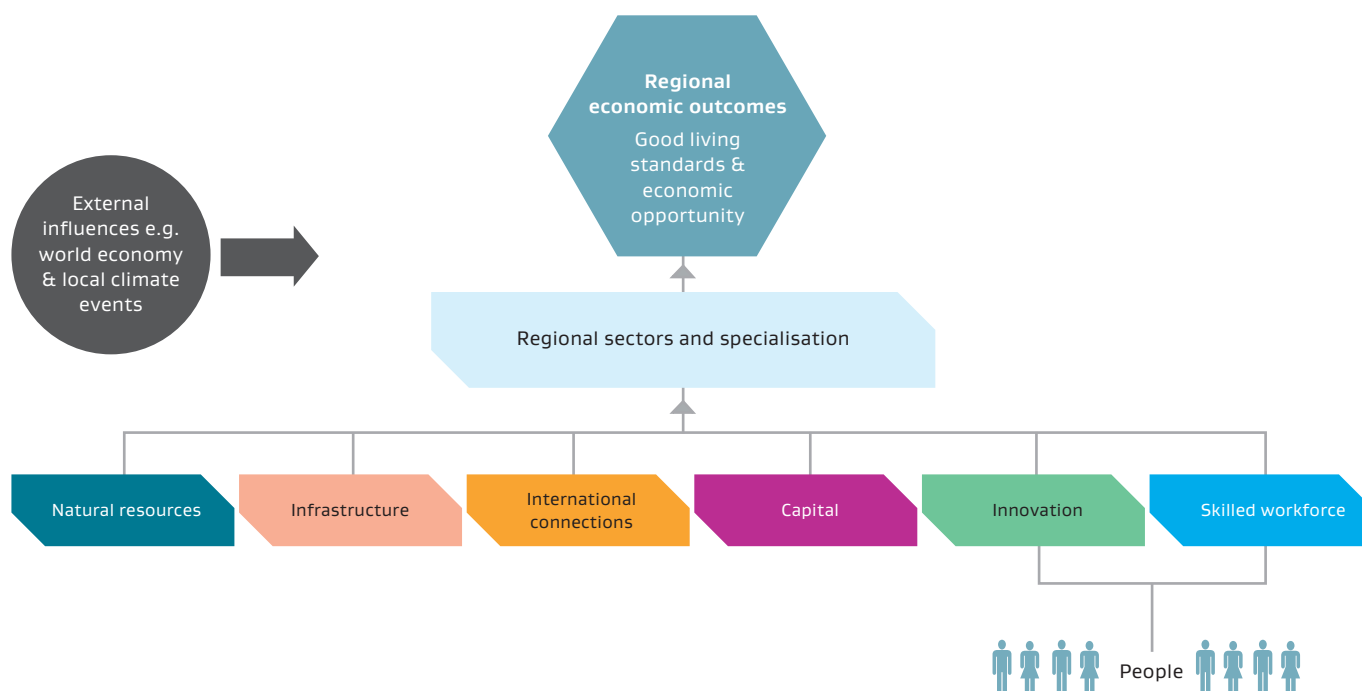 Regional
economic outcomes
Good living
standards &
economic
opportunity
External
influences e.g.
world economy
& local climate
events
Regional sectors and specialisation
Natural resources
Infrastructure
International
connections
Capital
Innovation
Skilled workforce
People